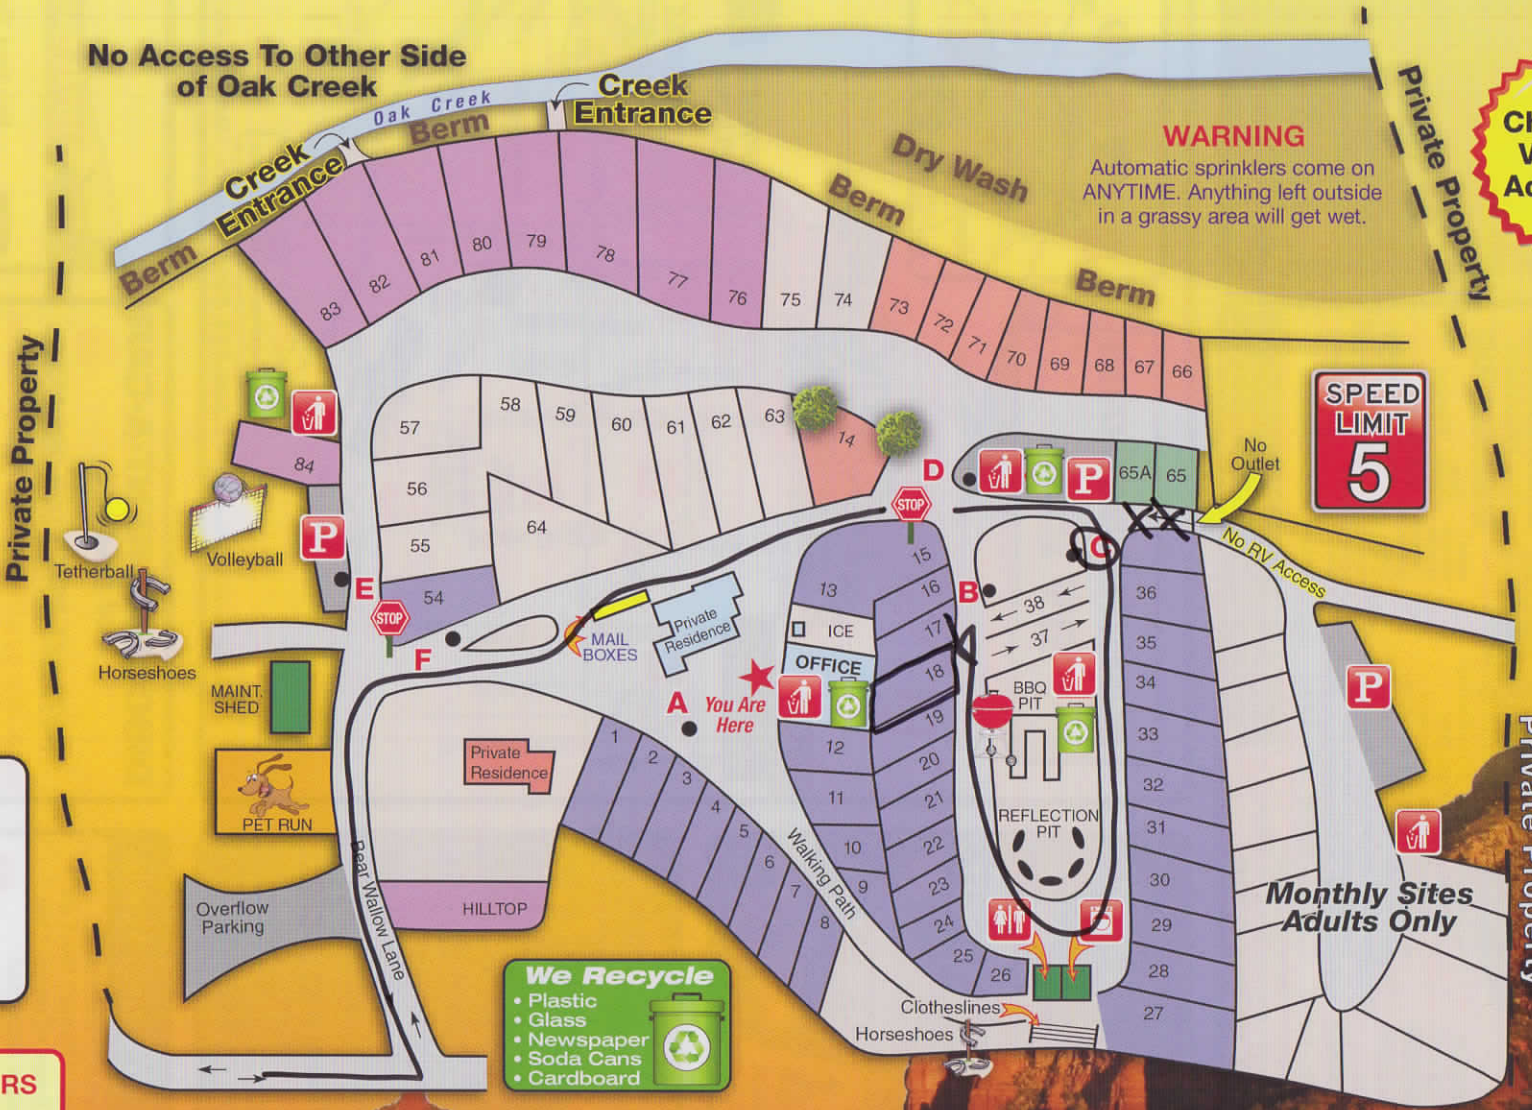 No Access To Other Side
of Oak Creek
Oak Creek
Creek
Entrance
Creek
Entrance
Berm
Berm
Berm
Berm
Dry Wash
WARNING
Automatic sprinklers come on
ANYTIME. Anything left outside
in a grassy area will get wet.
Private Property
Private Property
Private Property
83
82
81
80
79
78
77
76
75
74
73
72
71
70
69
68
67
66
SPEED
LIMIT
5
No
Outlet
No RV Access
84
P
Volleyball
Tetherball
Horseshoes
57
58
59
60
61
62
63
14
56
55
54
64
D
P
65A
65
STOP
E
STOP
F
MAIL
BOXES
Private
Residence
A
You Are
Here
13
ICE
OFFICE
12
11
10
9
15
16
17
18
19
20
21
22
23
24
25
26
B
C
38
37
BBQ
PIT
REFLECTION
PIT
36
35
34
33
32
31
30
29
28
27
P
Monthly Sites
Adults Only
MAINT.
SHED
PET RUN
Overflow
Parking
Bear Wallow Lane
Private
Residence
HILLTOP
1
2
3
4
5
6
7
8
Walking Path
Clotheslines
Horseshoes
We Recycle
• Plastic
• Glass
• Newspaper
• Soda Cans
• Cardboard
RS